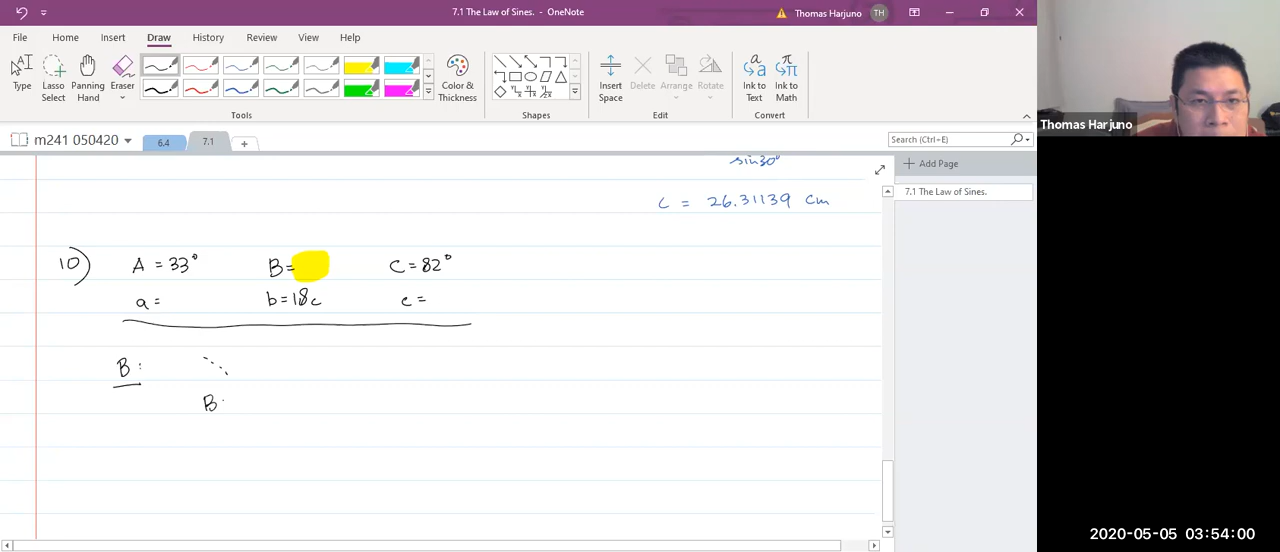 7.1 The Law of Sines. - OneNote
Thomas Harjuno TH
File Home Insert Draw History Review View Help
Type Lasso Select Panning Hand Eraser Color & Thickness Insert Space Delete Arrange Rotate Ink to Text Ink to Math
Tools Shapes Edit Convert
m241 050420 6.4 7.1 Search (Ctrl+E)
Add Page
7.1 The Law of Sines.
Thomas Harjuno
sin30°
c = 26.31139 cm
10) A = 33° B= C = 82°
a = b = 18c c =
B:
B
2020-05-05 03:54:00